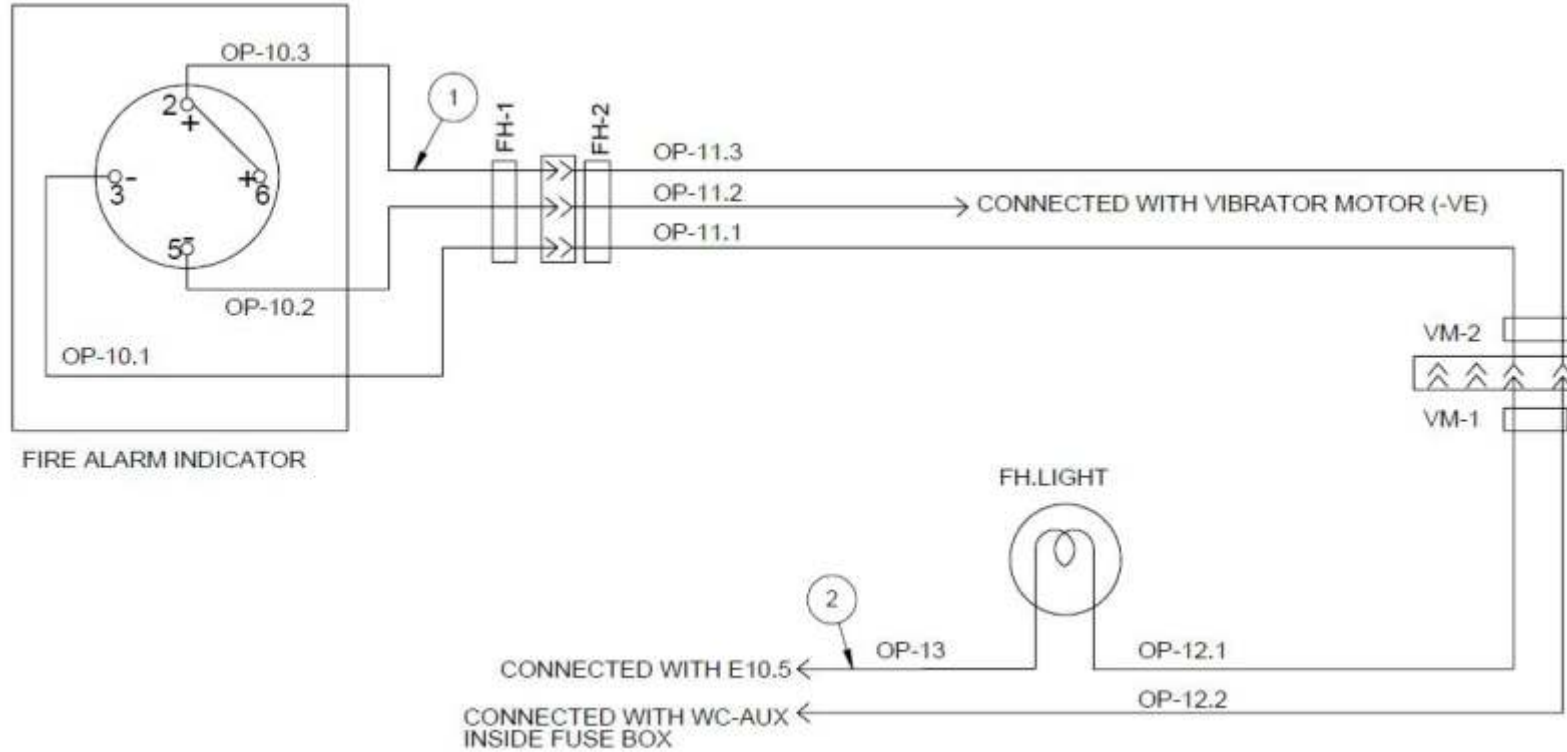 OP-10.3
1
FH-1
FH-2
2
+
3
-
+
6
5
-
OP-11.3
OP-11.2
CONNECTED WITH VIBRATOR MOTOR (-VE)
OP-11.1
OP-10.2
OP-10.1
VM-2
VM-1
FIRE ALARM INDICATOR
FH.LIGHT
2
OP-13
OP-12.1
CONNECTED WITH E10.5
OP-12.2
CONNECTED WITH WC-AUX
INSIDE FUSE BOX